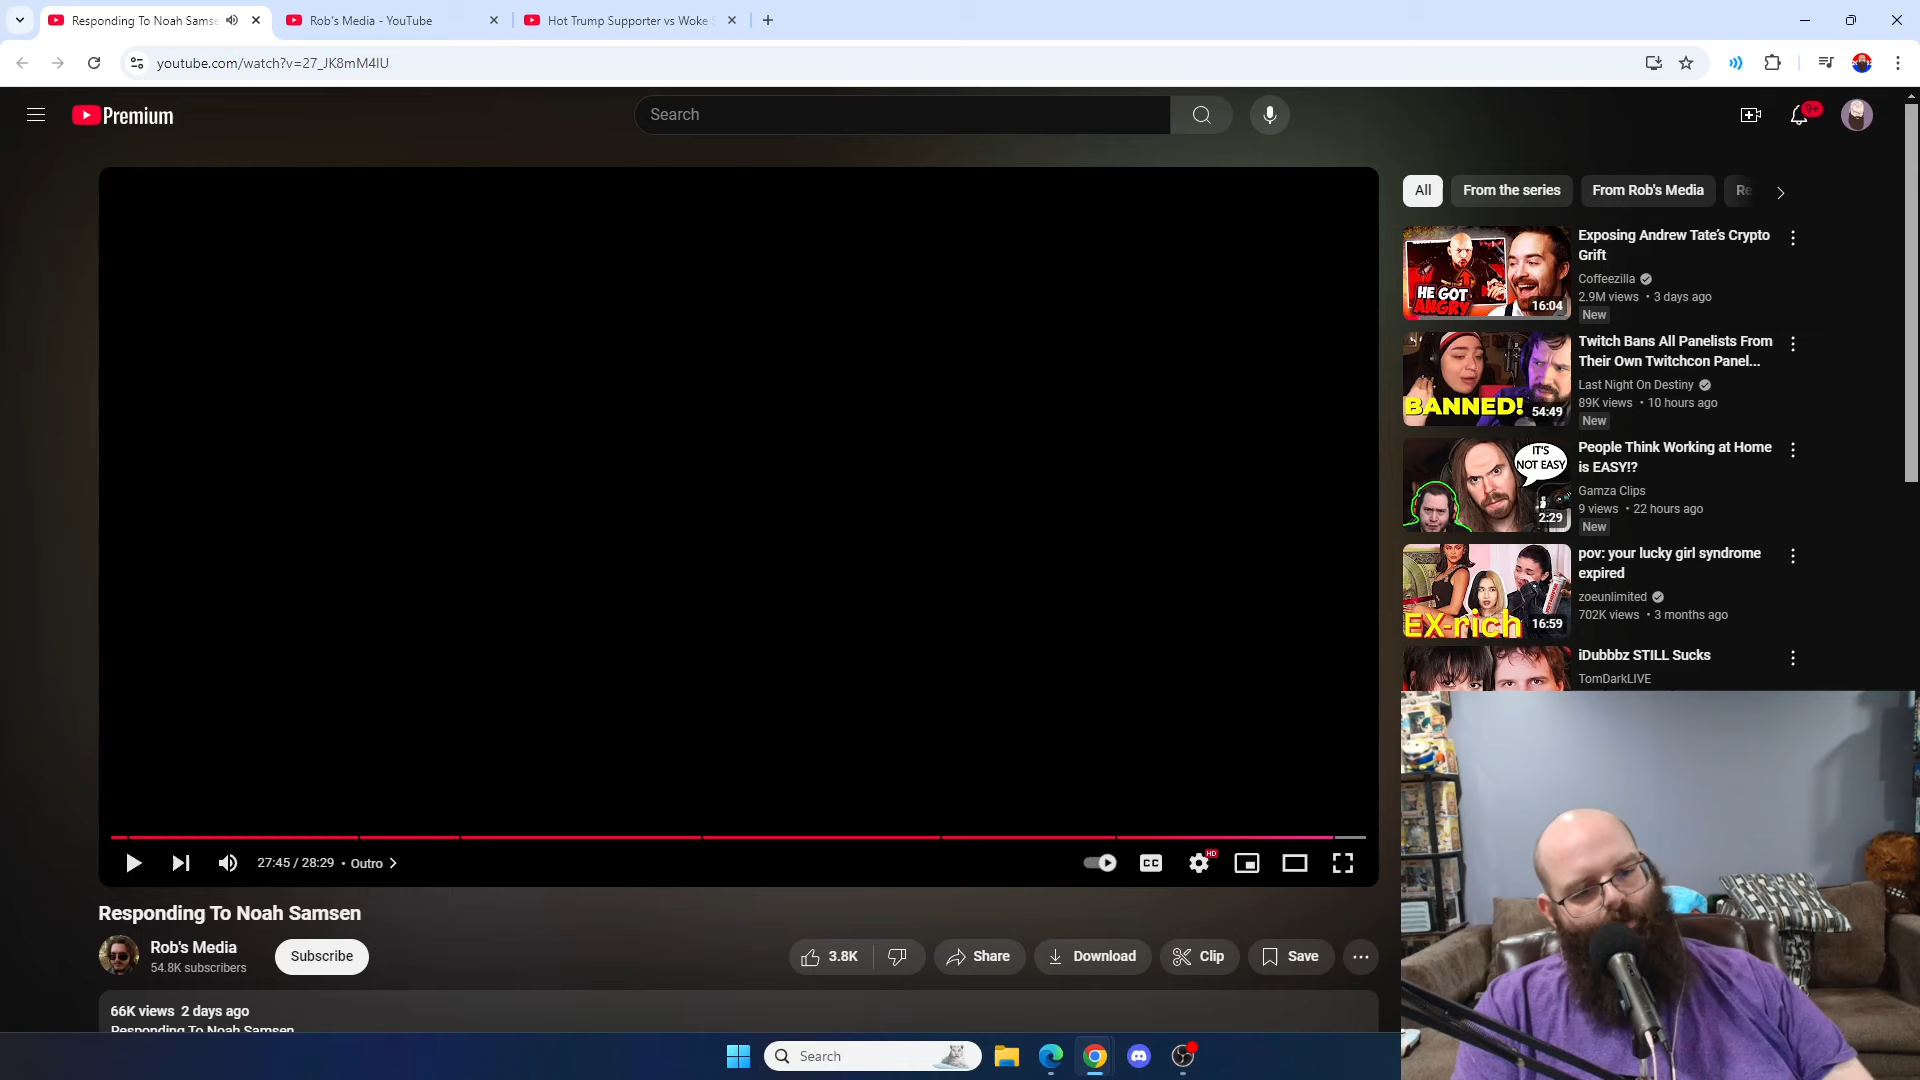 Responding To Noah Samse
Rob's Media - YouTube
Hot Trump Supporter vs Woke
youtube.com/watch?v=27_JK8mM4IU
Premium
Search
9+
All
From the series
From Rob's Media
Re
HE GOT
ANGRY
16:04
Exposing Andrew Tate's Crypto
Grift
Coffeezilla
2.9M views • 3 days ago
New
BANNED!
54:49
Twitch Bans All Panelists From
Their Own Twitchcon Panel...
Last Night On Destiny
89K views • 10 hours ago
New
IT'S
NOT EASY
2:29
People Think Working at Home
is EASY!?
Gamza Clips
9 views • 22 hours ago
New
EX-rich
16:59
pov: your lucky girl syndrome
expired
zoeunlimited
702K views • 3 months ago
iDubbbz STILL Sucks
TomDarkLIVE
27:45 / 28:29 • Outro
CC
HD
Responding To Noah Samsen
Rob's Media
54.8K subscribers
Subscribe
3.8K
Share
Download
Clip
Save
66K views 2 days ago
Responding To Noah Samsen
Search